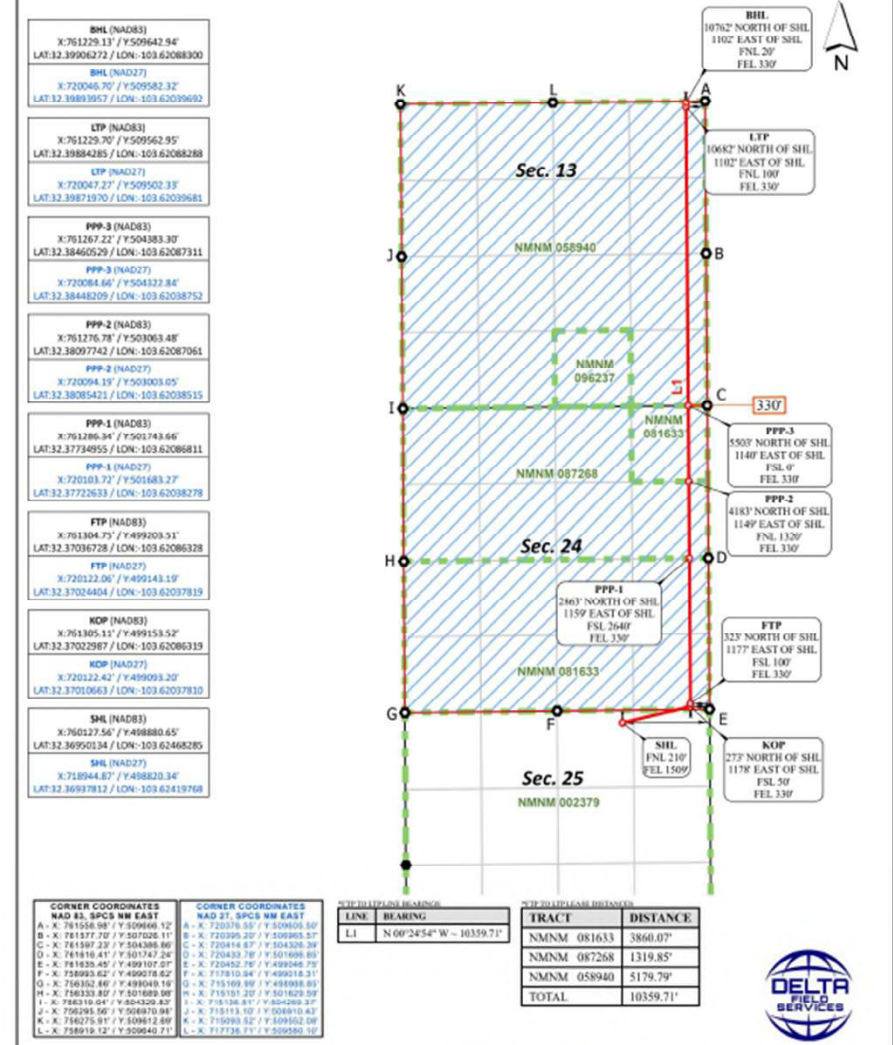 BHL (NAD83)
X:761229.13' / Y:509642.94'
LAT:32.39906272 / LON:-103.62088300
BHL (NAD27)
X:720046.70' / Y:509582.32'
LAT:32.39893957 / LON:-103.62039692
LTP (NAD83)
X:761229.70' / Y:509562.95'
LAT:32.39884285 / LON:-103.62088288
LTP (NAD27)
X:720047.27' / Y:509502.33'
LAT:32.39871970 / LON:-103.62039681
PPP-3 (NAD83)
X:761267.22' / Y:504383.30'
LAT:32.38460529 / LON:-103.62087311
PPP-3 (NAD27)
X:720084.66' / Y:504322.84'
LAT:32.38448209 / LON:-103.62038752
PPP-2 (NAD83)
X:761276.78' / Y:503063.48'
LAT:32.38097742 / LON:-103.62087061
PPP-2 (NAD27)
X:720094.19' / Y:503003.05'
LAT:32.38085421 / LON:-103.62038515
PPP-1 (NAD83)
X:761286.34' / Y:501743.66'
LAT:32.37734955 / LON:-103.62086811
PPP-1 (NAD27)
X:720103.72' / Y:501683.27'
LAT:32.37722633 / LON:-103.62038278
FTP (NAD83)
X:761304.75' / Y:499203.51'
LAT:32.37036728 / LON:-103.62086328
FTP (NAD27)
X:720122.06' / Y:499143.19'
LAT:32.37024404 / LON:-103.62037819
KOP (NAD83)
X:761305.11' / Y:499153.52'
LAT:32.37022987 / LON:-103.62086319
KOP (NAD27)
X:720122.42' / Y:499093.20'
LAT:32.37010663 / LON:-103.62037810
SHL (NAD83)
X:760127.56' / Y:498880.65'
LAT:32.36950134 / LON:-103.62468285
SHL (NAD27)
X:718944.87' / Y:498820.34'
LAT:32.36937812 / LON:-103.62419768
BHL
10762' NORTH OF SHL
1102' EAST OF SHL
FNL 20'
FEL 330'
N
K
L
A
LTP
10682' NORTH OF SHL
1102' EAST OF SHL
FNL 100'
FEL 330'
Sec. 13
NMNM 058940
J
B
NMNM
096237
L1
I
C
330'
NMNM
081633
PPP-3
5503' NORTH OF SHL
1140' EAST OF SHL
FSL 0'
FEL 330'
NMNM 087268
PPP-2
4183' NORTH OF SHL
1149' EAST OF SHL
FNL 1320'
FEL 330'
Sec. 24
H
D
PPP-1
2863' NORTH OF SHL
1159' EAST OF SHL
FSL 2640'
FEL 330'
FTP
323' NORTH OF SHL
1177' EAST OF SHL
FSL 100'
FEL 330'
NMNM 081633
G
F
E
SHL
FNL 210'
FEL 1509'
KOP
273' NORTH OF SHL
1178' EAST OF SHL
FSL 50'
FEL 330'
Sec. 25
NMNM 002379
CORNER COORDINATES
NAD 83, SPCS NM EAST
CORNER COORDINATES
NAD 27, SPCS NM EAST
*FTP TO LTP LINE BEARINGS
LINE BEARING
L1 N 00°24'54" W ~ 10359.71'
*FTP TO LTP LEASE DISTANCES
TRACT DISTANCE
NMNM 081633 3860.07'
NMNM 087268 1319.85'
NMNM 058940 5179.79'
TOTAL 10359.71'
DELTA
FIELD
SERVICES